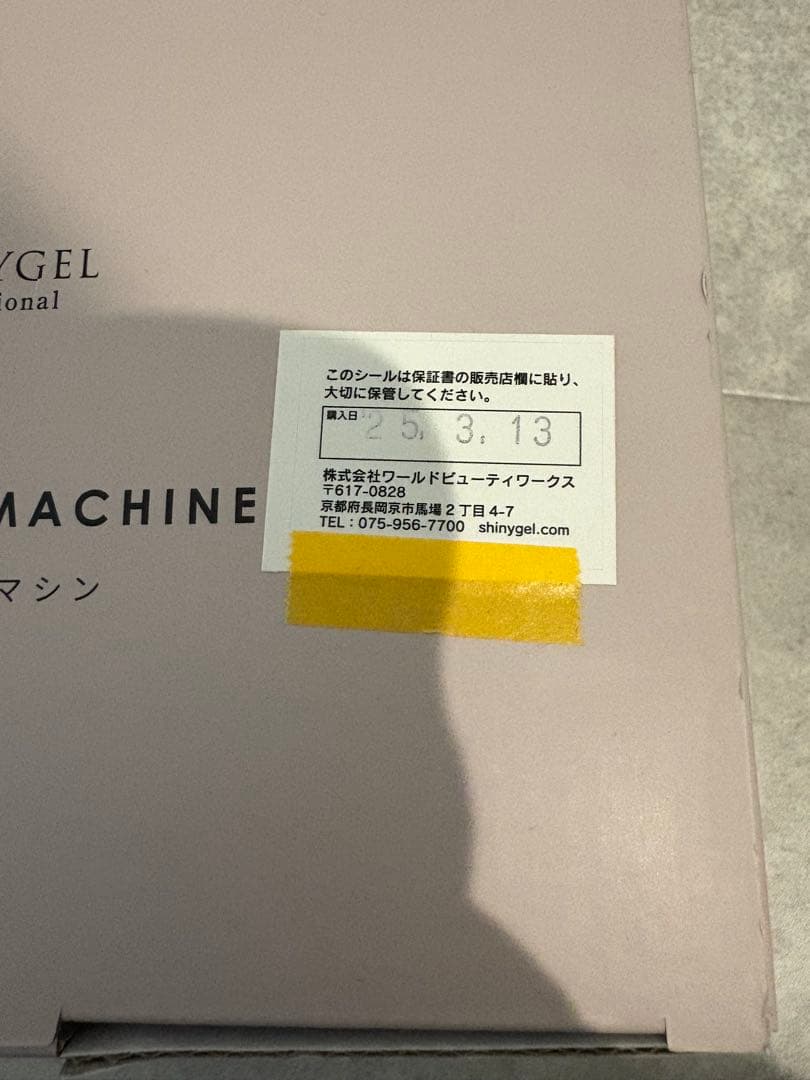 YGEL
ional
MACHINE
マシン
このシールは保証書の販売店欄に貼り、
大切に保管してください。
購入日 '25. 3. 13
株式会社ワールドビューティワークス
〒617-0828
京都府長岡京市馬場2丁目4-7
TEL：075-956-7700 shinygel.com